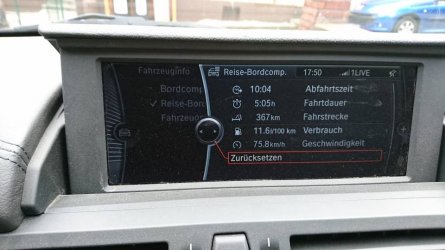 Fahrzeuginfo
Reise-Bordcomp. 17:50 1LIVE
Bordcomp
10:04 Abfahrtszeit
Reise-Bord
5:05h Fahrtdauer
Fahrzeu
367km Fahrstrecke
11.6l/100 km Verbrauch
75.8km/h Geschwindigkeit
Zurücksetzen